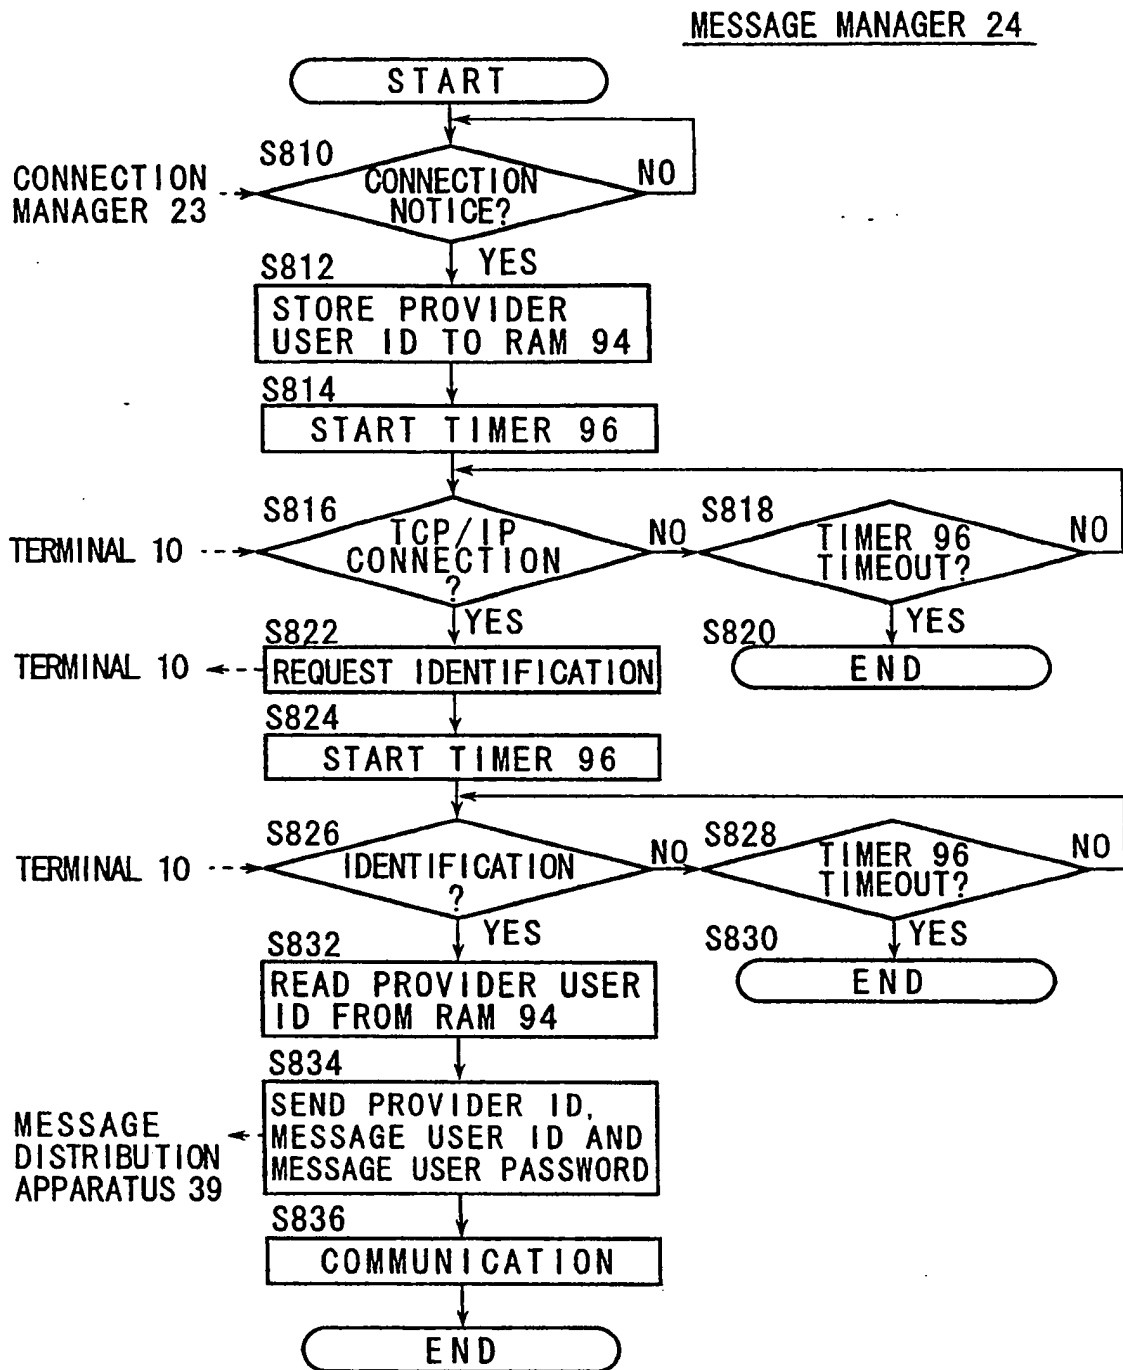 MESSAGE MANAGER 24
START
S810
CONNECTION
MANAGER 23
CONNECTION
NOTICE?
NO
YES
S812
STORE PROVIDER
USER ID TO RAM 94
S814
START TIMER 96
S816
TERMINAL 10
TCP/IP
CONNECTION
?
NO
S818
TIMER 96
TIMEOUT?
NO
YES
YES
S820
END
S822
TERMINAL 10
REQUEST IDENTIFICATION
S824
START TIMER 96
S826
TERMINAL 10
IDENTIFICATION
?
NO
S828
TIMER 96
TIMEOUT?
NO
YES
YES
S830
END
S832
READ PROVIDER USER
ID FROM RAM 94
S834
SEND PROVIDER ID,
MESSAGE USER ID AND
MESSAGE USER PASSWORD
MESSAGE
DISTRIBUTION
APPARATUS 39
S836
COMMUNICATION
END